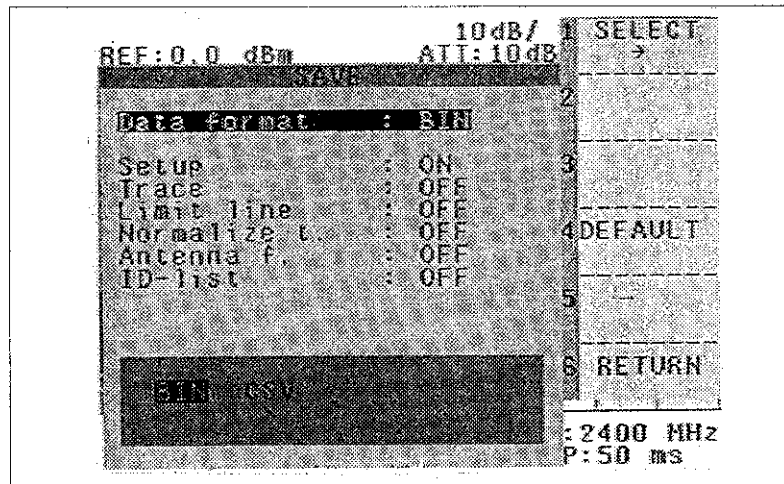 10dB/
REF:0.0 dBm ATT:10dB
SAVE
Data format : BIN
Setup : ON
Trace : OFF
Limit line : OFF
Normalize t. : OFF
Antenna f. : OFF
ID-list : OFF
BIN CSV
1 SELECT →
2
3
4 DEFAULT
5
6 RETURN
:2400 MHz
P:50 ms